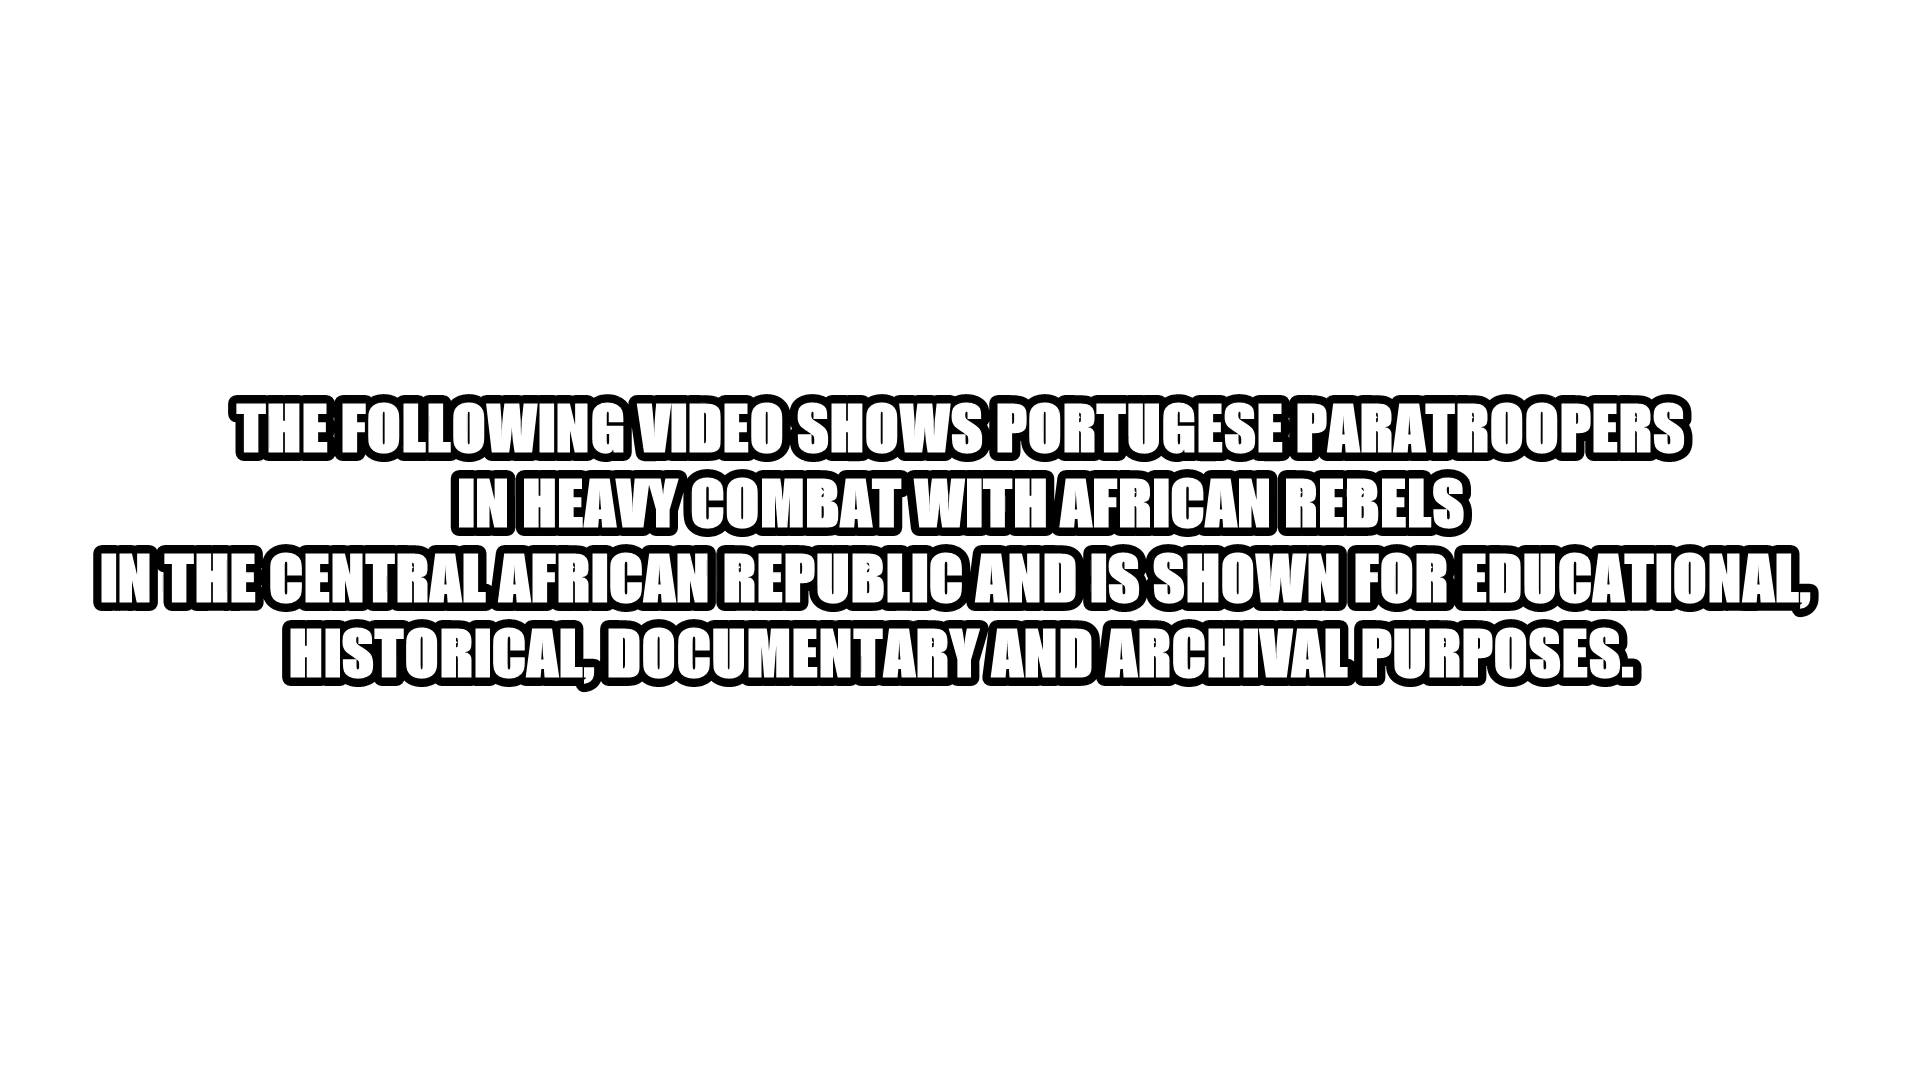 THE FOLLOWING VIDEO SHOWS PORTUGESE PARATROOPERS
IN HEAVY COMBAT WITH AFRICAN REBELS
IN THE CENTRAL AFRICAN REPUBLIC AND IS SHOWN FOR EDUCATIONAL,
HISTORICAL, DOCUMENTARY AND ARCHIVAL PURPOSES.